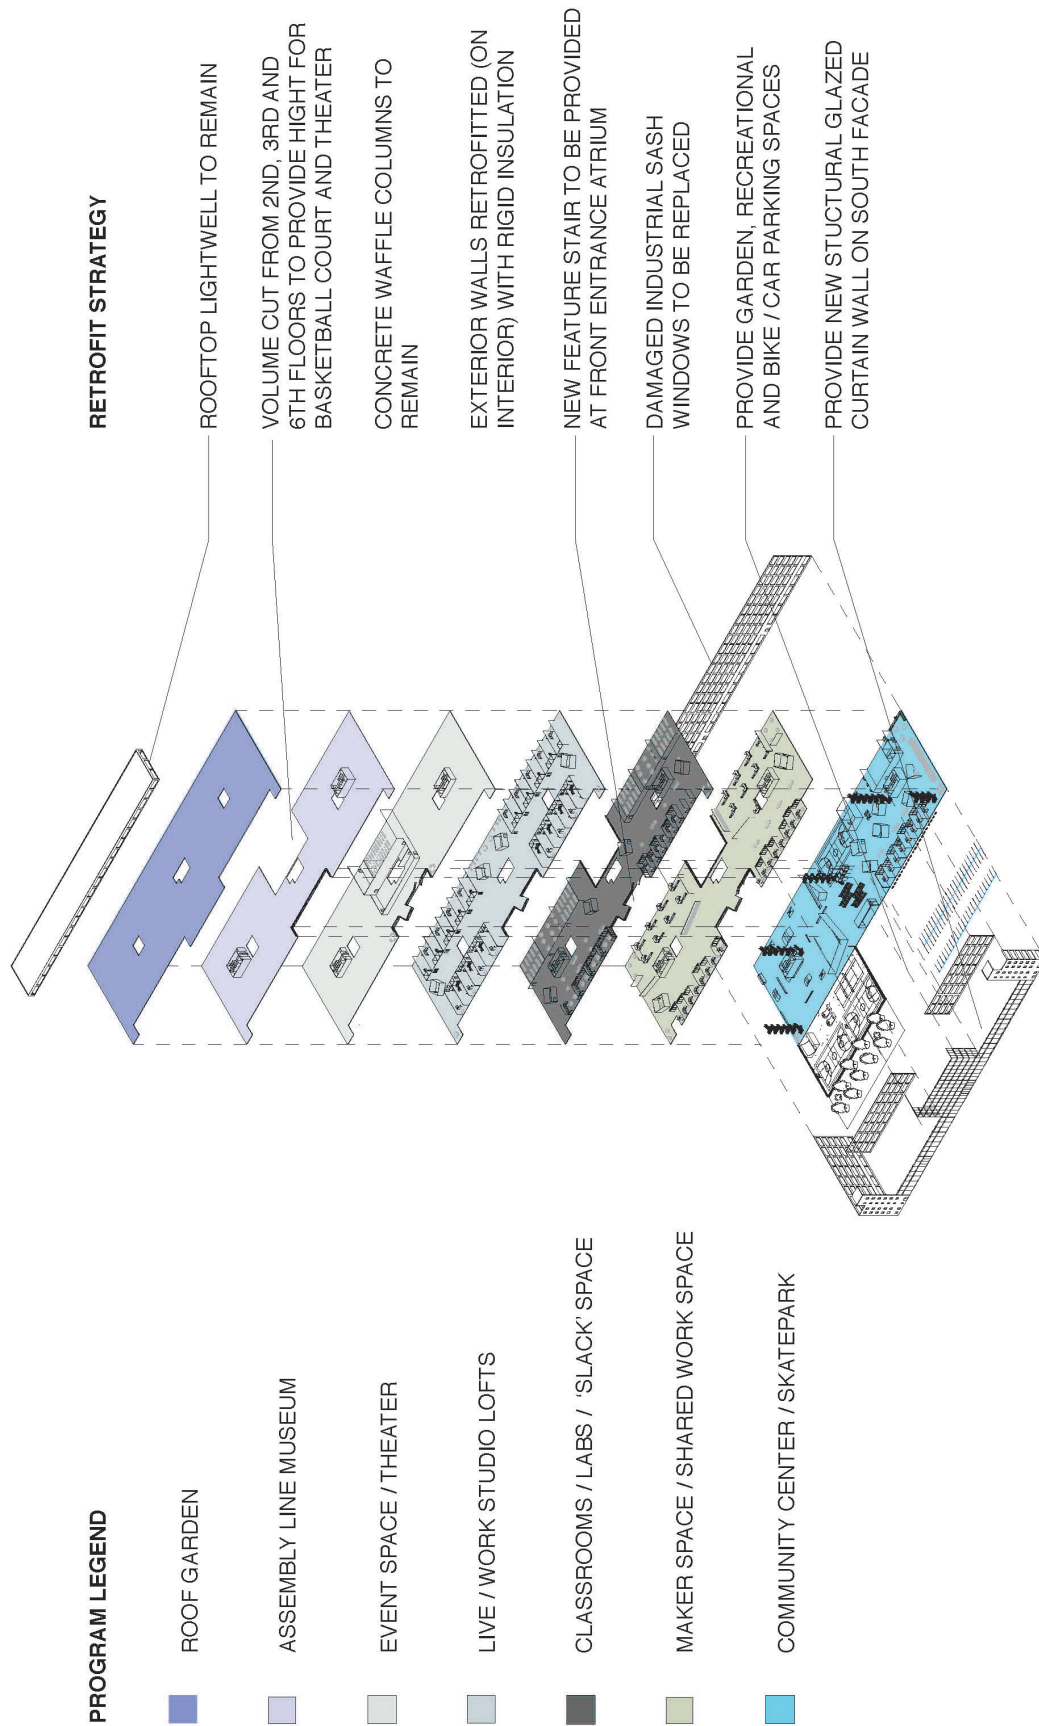 PROGRAM LEGEND
ROOF GARDEN
ASSEMBLY LINE MUSEUM
EVENT SPACE / THEATER
LIVE / WORK STUDIO LOFTS
CLASSROOMS / LABS / 'SLACK' SPACE
MAKER SPACE / SHARED WORK SPACE
COMMUNITY CENTER / SKATEPARK
RETROFIT STRATEGY
ROOFTOP LIGHTWELL TO REMAIN
VOLUME CUT FROM 2ND, 3RD AND
6TH FLOORS TO PROVIDE HIGHT FOR
BASKETBALL COURT AND THEATER
CONCRETE WAFFLE COLUMNS TO
REMAIN
EXTERIOR WALLS RETROFITTED (ON
INTERIOR) WITH RIGID INSULATION
NEW FEATURE STAIR TO BE PROVIDED
AT FRONT ENTRANCE ATRIUM
DAMAGED INDUSTRIAL SASH
WINDOWS TO BE REPLACED
PROVIDE GARDEN, RECREATIONAL
AND BIKE / CAR PARKING SPACES
PROVIDE NEW STUCTURAL GLAZED
CURTAIN WALL ON SOUTH FACADE